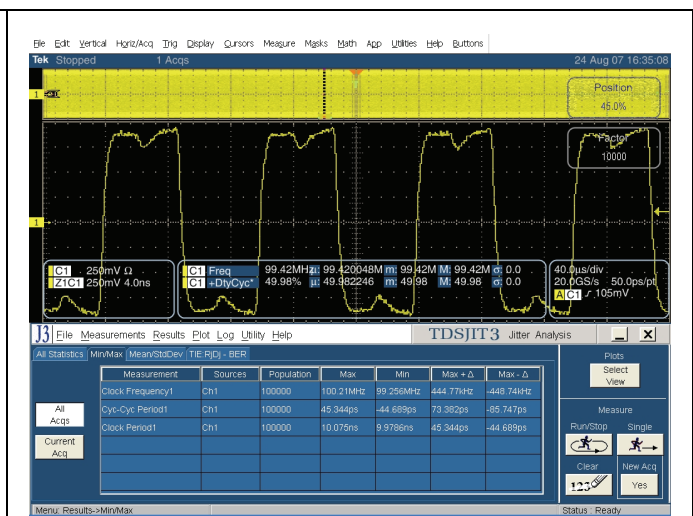 File Edit Vertical Horiz/Acq Trig Display Cursors Measure Masks Math App Utilities Help Buttons
Tek Stopped 1 Acqs 24 Aug 07 16:35:08
1
Position
45.0%
Factor
10000
1
C1 250mV Ω
Z1C1 250mV 4.0ns
C1 Freq 99.42MHz µ: 99.420048M m: 99.42M M: 99.42M σ: 0.0
C1 +DtyCyc* 49.98% µ: 49.982246 m: 49.98 M: 49.98 σ: 0.0
40.0µs/div
20.0GS/s 50.0ps/pt
A C1 105mV
J3 File Measurements Results Plot Log Utility Help TDSJIT3 Jitter Analysis _ X
All Statistics Min/Max Mean/StdDev TIE:RjDj - BER
Measurement Sources Population Max Min Max + Δ Max - Δ
Clock Frequency1 Ch1 100000 100.21MHz 99.256MHz 444.77kHz -448.74kHz
Cyc-Cyc Period1 Ch1 100000 45.344ps -44.689ps 73.382ps -85.747ps
Clock Period1 Ch1 100000 10.075ns 9.9786ns 45.344ps -44.689ps
All Acqs
Current Acq
Plots
Select View
Measure
Run/Stop Single
Clear New Acq
123 Yes
Menu: Results->Min/Max Status : Ready